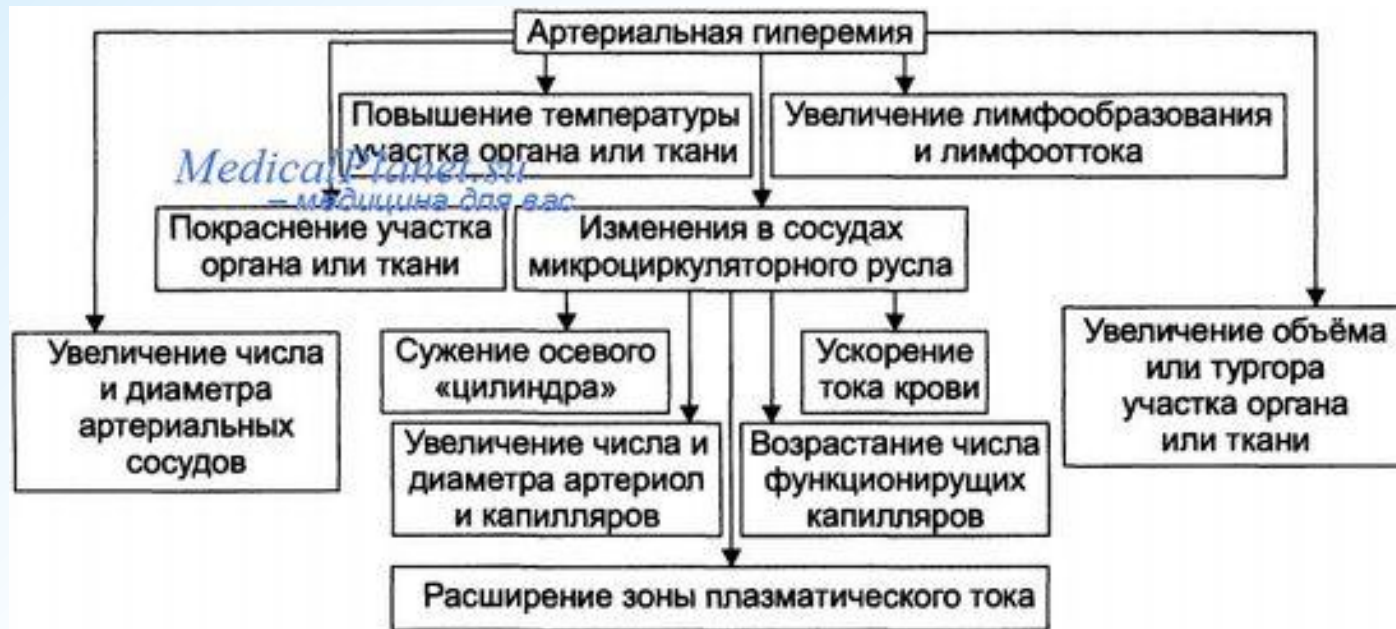 Артериальная гиперемия
Повышение температуры
участка органа или ткани
Увеличение лимфообразования
и лимфооттока
MedicalPlanet.su
– медицина для вас
Покраснение участка
органа или ткани
Изменения в сосудах
микроциркуляторного русла
Увеличение числа
и диаметра
артериальных
сосудов
Сужение осевого
«цилиндра»
Ускорение
тока крови
Увеличение объёма
или тургора
участка органа
или ткани
Увеличение числа и
диаметра артериол
и капилляров
Возрастание числа
функционирущих
капилляров
Расширение зоны плазматического тока